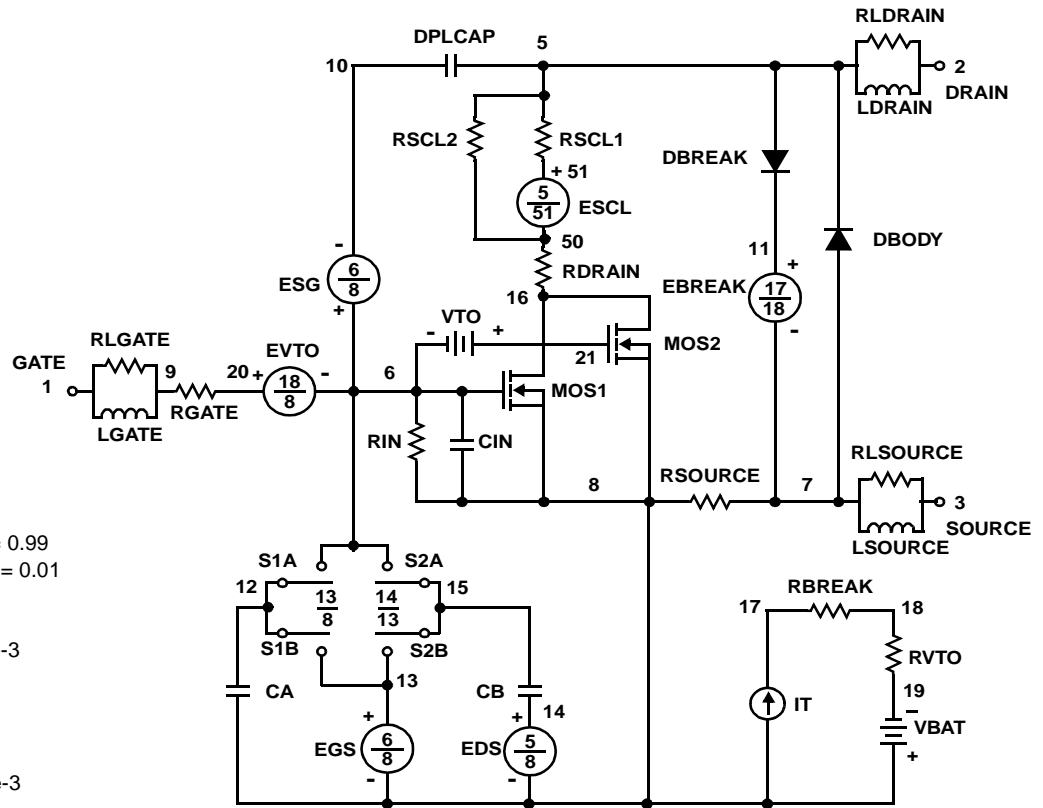 RLDRAIN
DPLCAP 5
10 2
DRAIN
LDRAIN
RSCL2 RSCL1
DBREAK
+ 51
5
51
ESCL
50
DBODY
RDRAIN
11
-
6
8
ESG
+
+
EBREAK
17
18
-
16
VTO
- +
MOS2
21
RLGATE
EVTO
GATE
1
9
20 +
18
8
-
6
MOS1
RGATE
LGATE
RIN CIN
RLSOURCE
8
RSOURCE
7
3
SOURCE
LSOURCE
0.99
= 0.01
-3
e-3
S1A S2A
12
13
8
14
13
15
S1B S2B
13
CA
CB
14
+
EGS
6
8
-
+
EDS
5
8
-
RBREAK
17 18
RVTO
19
IT
-
VBAT
+